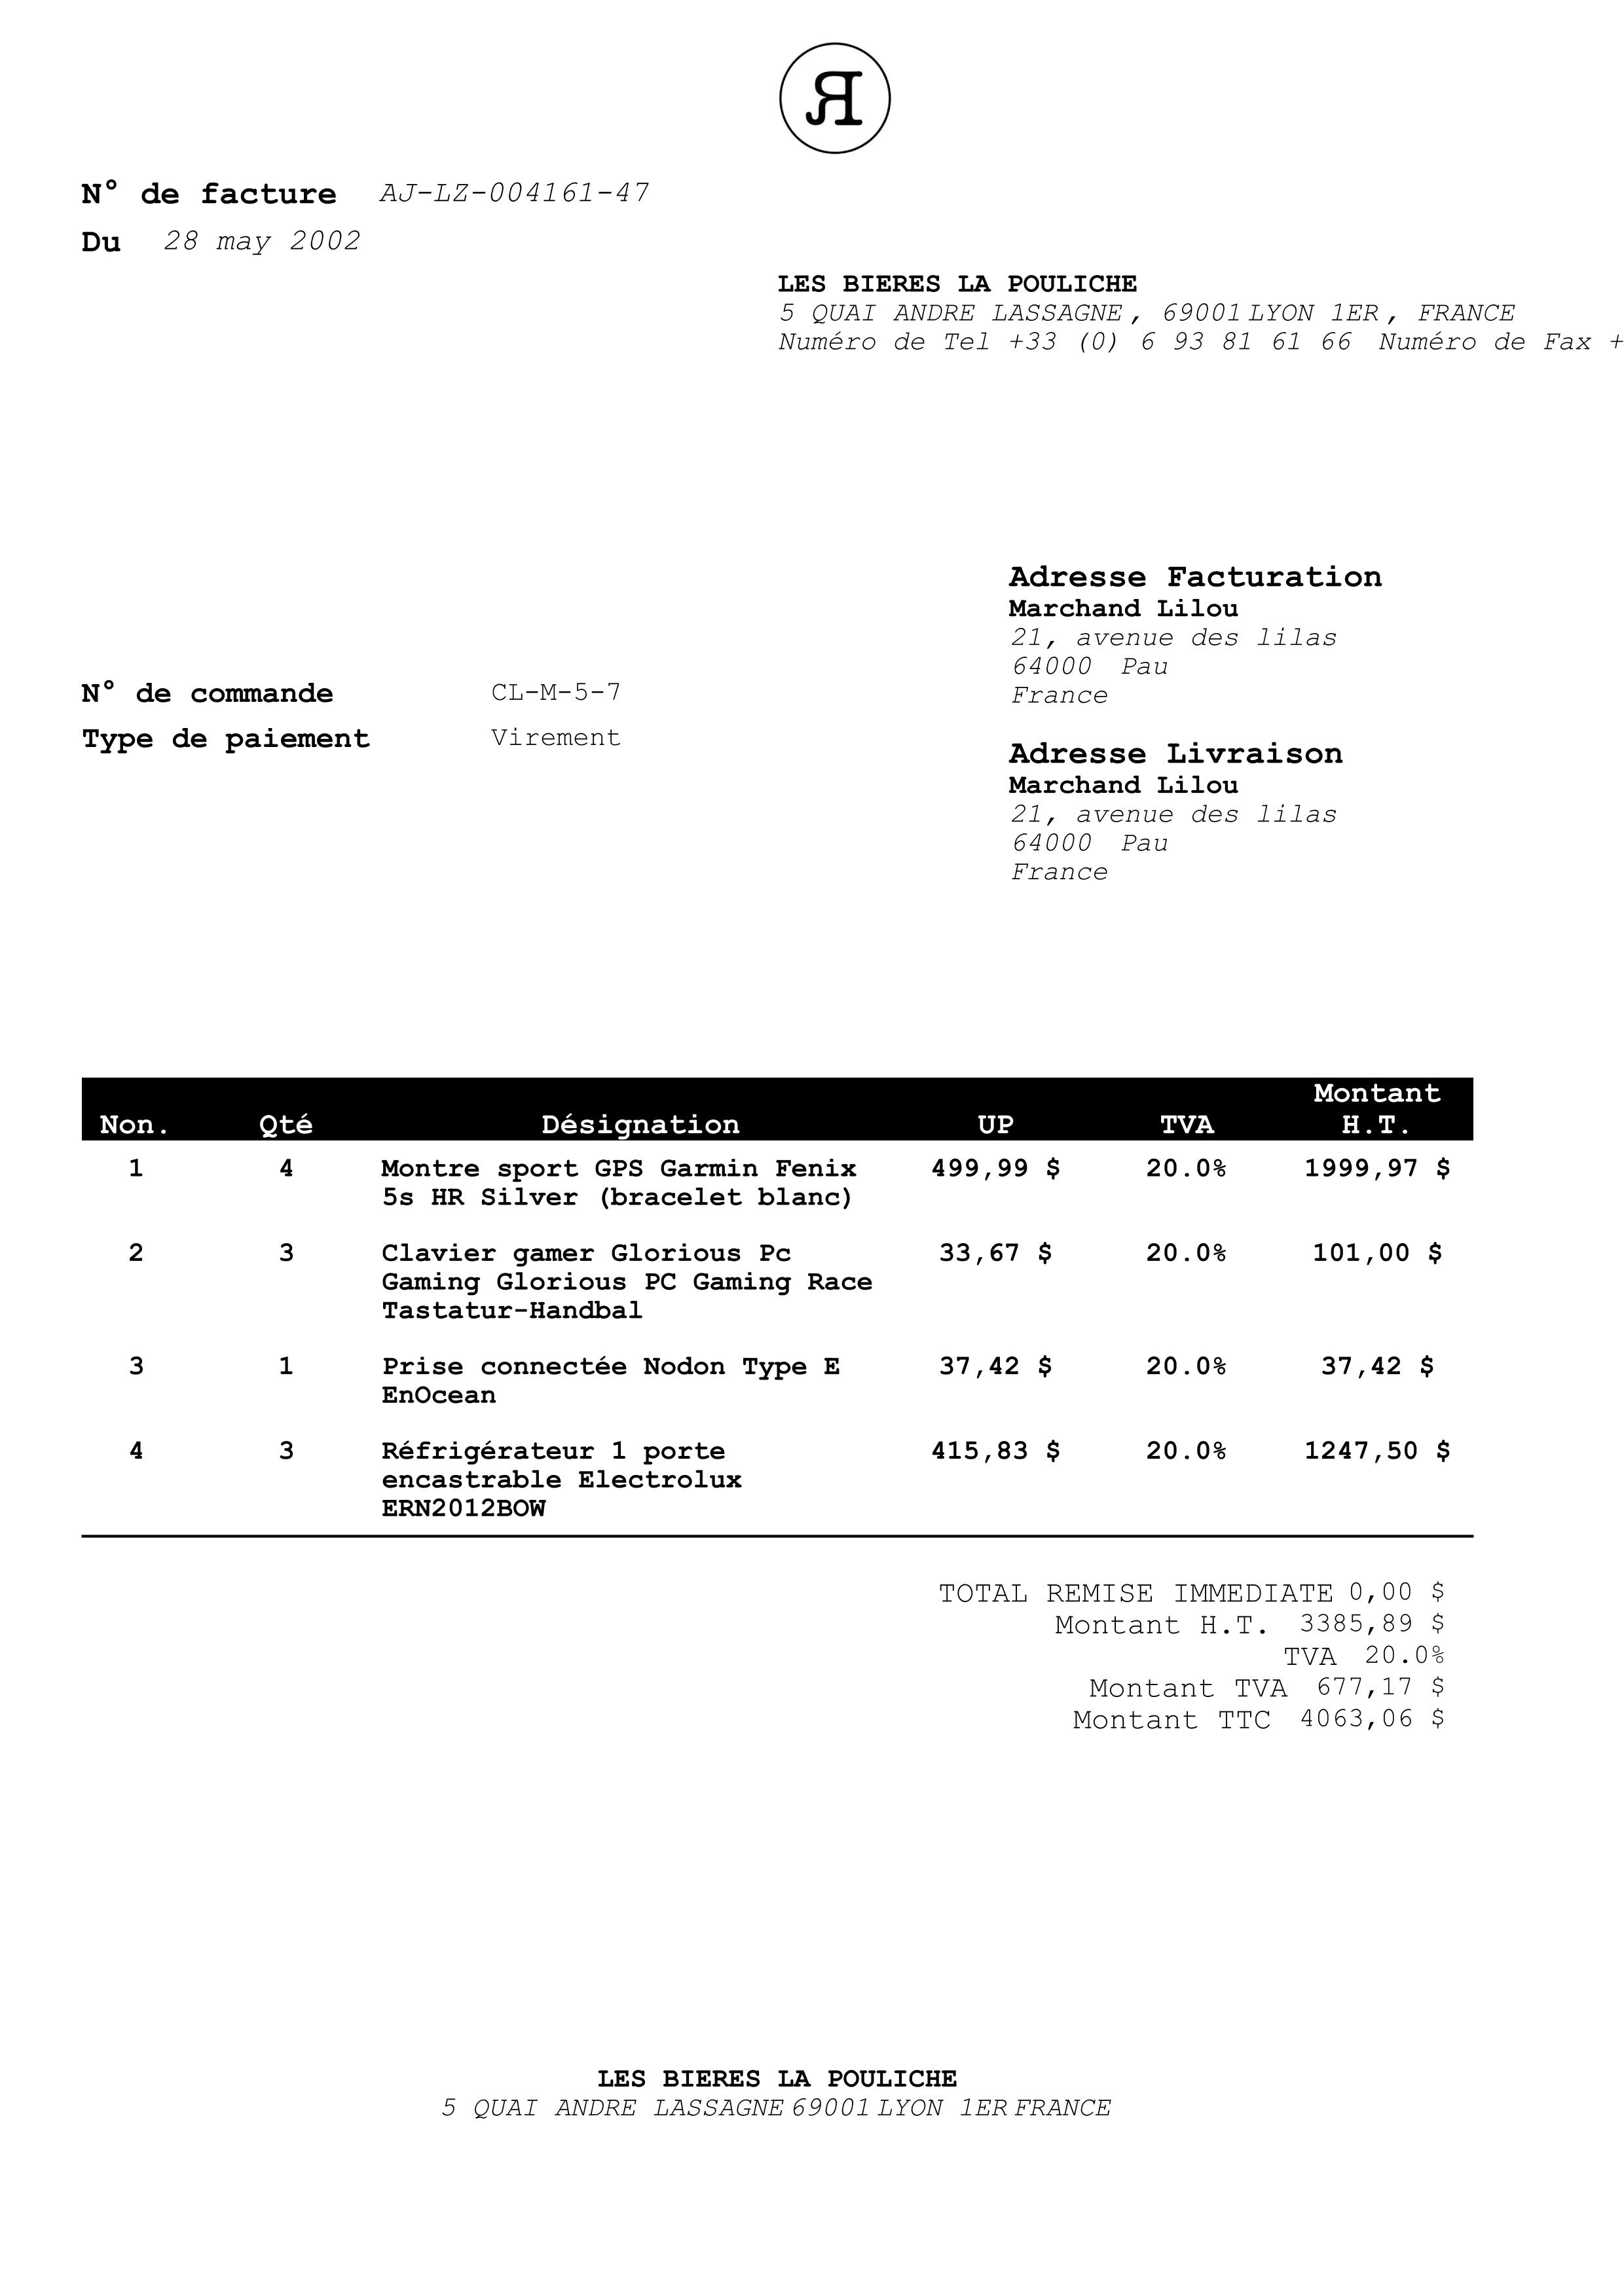 Я
N° de facture AJ-LZ-004161-47
Du 28 may 2002
LES BIERES LA POULICHE
5 QUAI ANDRE LASSAGNE, 69001 LYON 1ER, FRANCE
Numéro de Tel +33 (0) 6 93 81 61 66 Numéro de Fax +
Adresse Facturation
Marchand Lilou
21, avenue des lilas
64000 Pau
France
N° de commande CL-M-5-7
Type de paiement Virement
Adresse Livraison
Marchand Lilou
21, avenue des lilas
64000 Pau
France
Non. Qté Désignation UP TVA Montant H.T.
1 4 Montre sport GPS Garmin Fenix 499,99 $ 20.0% 1999,97 $
5s HR Silver (bracelet blanc)
2 3 Clavier gamer Glorious Pc 33,67 $ 20.0% 101,00 $
Gaming Glorious PC Gaming Race
Tastatur-Handbal
3 1 Prise connectée Nodon Type E 37,42 $ 20.0% 37,42 $
EnOcean
4 3 Réfrigérateur 1 porte 415,83 $ 20.0% 1247,50 $
encastrable Electrolux
ERN2012BOW
TOTAL REMISE IMMEDIATE 0,00 $
Montant H.T. 3385,89 $
TVA 20.0%
Montant TVA 677,17 $
Montant TTC 4063,06 $
LES BIERES LA POULICHE
5 QUAI ANDRE LASSAGNE 69001 LYON 1ER FRANCE